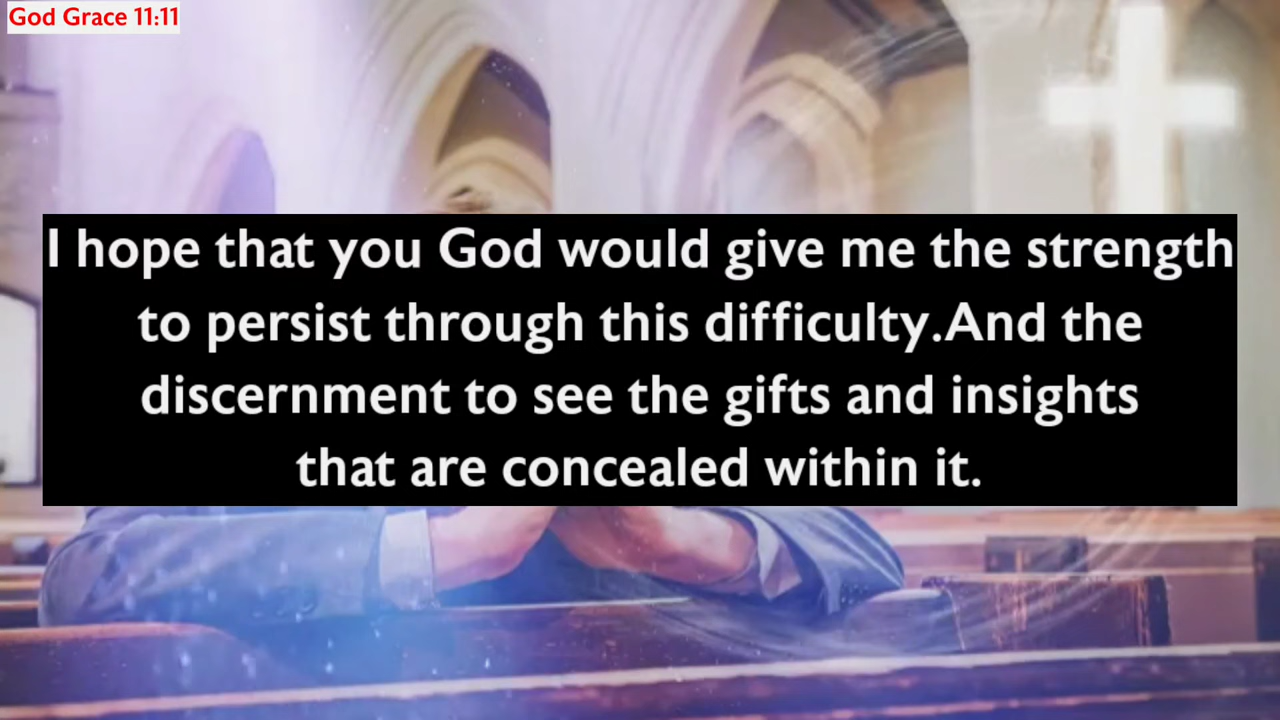 God Grace 11:11
I hope that you God would give me the strength
to persist through this difficulty.And the
discernment to see the gifts and insights
that are concealed within it.